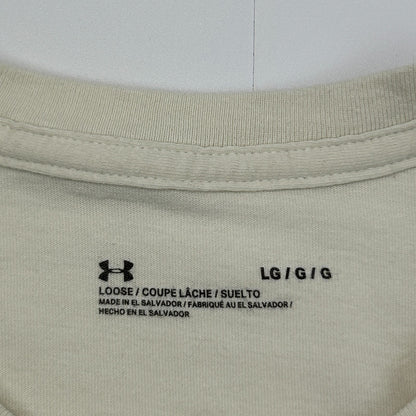 LG / G / G
LOOSE / COUPE LÂCHE / SUELTO
MADE IN EL SALVADOR / FABRIQUÉ AU EL SALVADOR /
HECHO EN EL SALVADOR